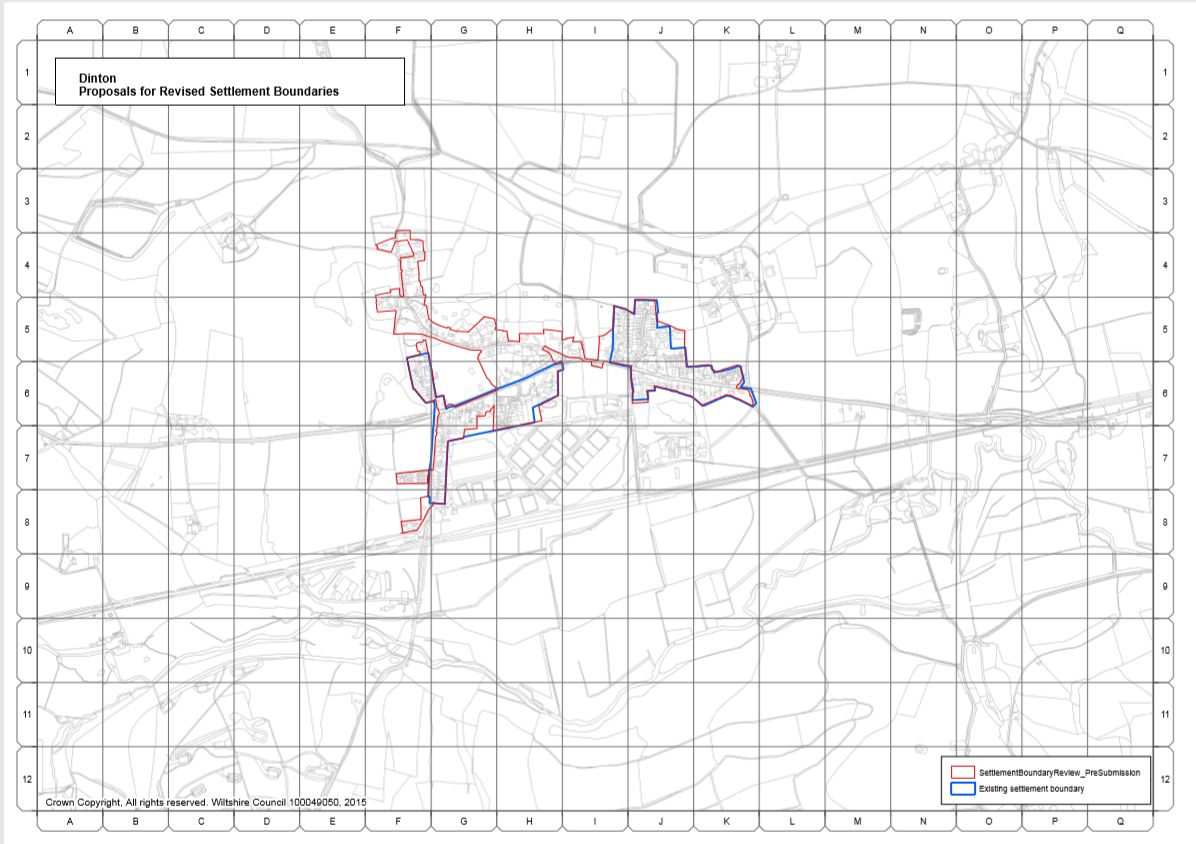 A B C D E F G H I J K L M N O P Q
Dinton
Proposals for Revised Settlement Boundaries
1 1
2 2
3 3
4 4
5 5
6 6
7 7
8 8
9 9
10 10
11 11
12 12
SettlementBoundaryReview_PreSubmission
Existing settlement boundary
Crown Copyright, All rights reserved. Wiltshire Council 100049050, 2015
A B C D E F G H I J K L M N O P Q